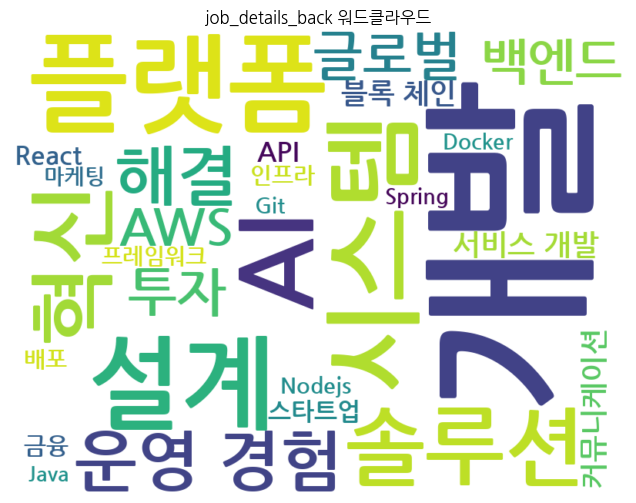 job_details_back 워드클라우드
플랫폼
글로벌
백엔드
블록 체인
React
마케팅
해결
API
인프라
Docker
Git
Spring
혁신
AWS
AI
시스템
개발
서비스 개발
프레임워크
투자
설계
배포
Nodejs
스타트업
솔루션
커뮤니케이션
금융
Java
운영 경험